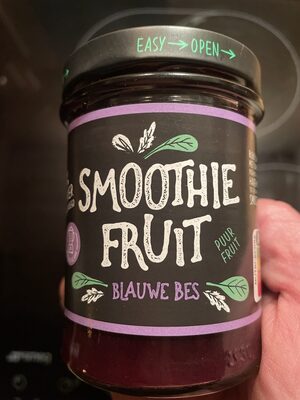 EASY → OPEN →
SMOOTHIE
FRUIT
PUUR
FRUIT
BLAUWE BES